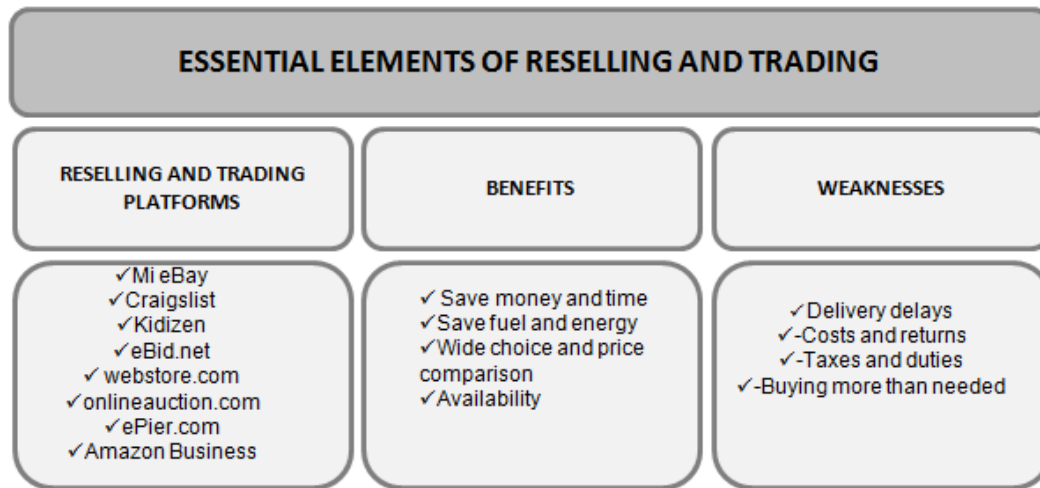 ESSENTIAL ELEMENTS OF RESELLING AND TRADING
RESELLING AND TRADING
PLATFORMS
BENEFITS
WEAKNESSES
✓Mi eBay
✓Craigslist
✓Kidizen
✓eBid.net
✓ webstore.com
✓onlineauction.com
✓ePier.com
✓Amazon Business
✓ Save money and time
✓Save fuel and energy
✓Wide choice and price
comparison
✓Availability
✓Delivery delays
✓-Costs and returns
✓-Taxes and duties
✓-Buying more than needed